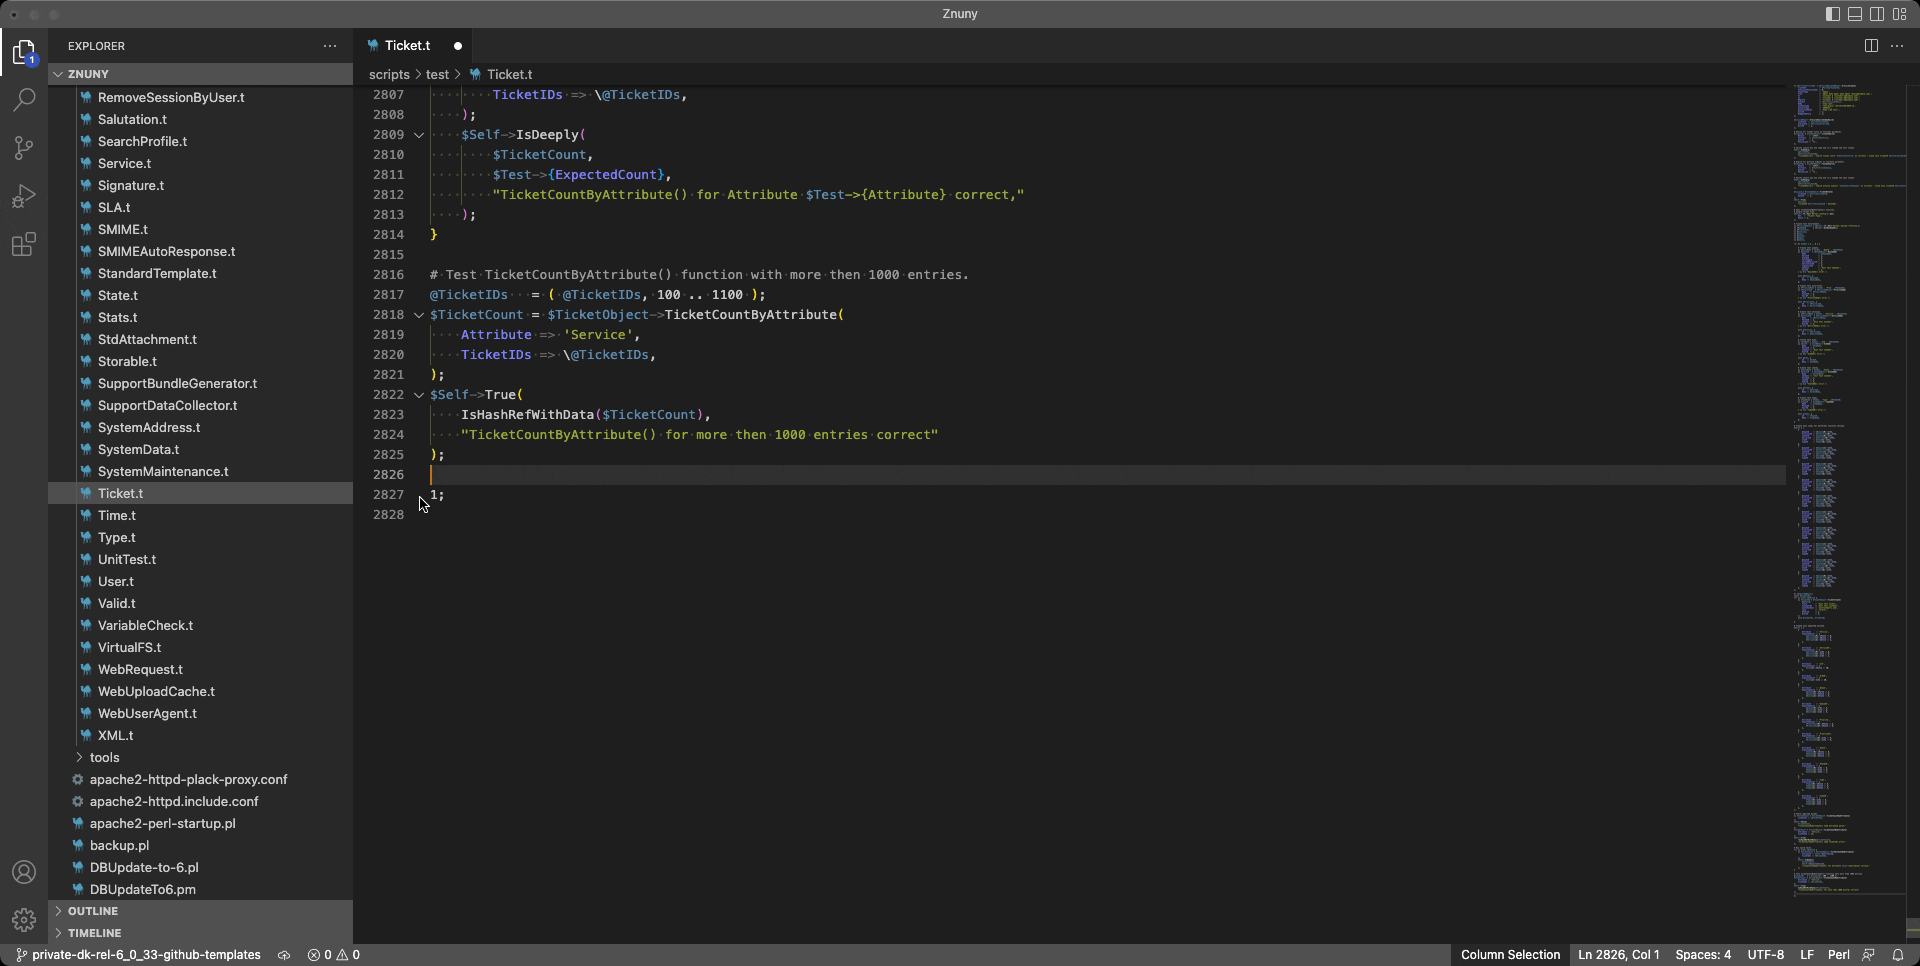 Znuny
EXPLORER
ZNUNY
RemoveSessionByUser.t
Salutation.t
SearchProfile.t
Service.t
Signature.t
SLA.t
SMIME.t
SMIMEAutoResponse.t
StandardTemplate.t
State.t
Stats.t
StdAttachment.t
Storable.t
SupportBundleGenerator.t
SupportDataCollector.t
SystemAddress.t
SystemData.t
SystemMaintenance.t
Ticket.t
Time.t
Type.t
UnitTest.t
User.t
Valid.t
VariableCheck.t
VirtualFS.t
WebRequest.t
WebUploadCache.t
WebUserAgent.t
XML.t
tools
apache2-httpd-plack-proxy.conf
apache2-httpd.include.conf
apache2-perl-startup.pl
backup.pl
DBUpdate-to-6.pl
DBUpdateTo6.pm
OUTLINE
TIMELINE
1
Ticket.t
scripts > test > Ticket.t
2807 TicketIDs => \@TicketIDs,
2808 );
2809 $Self->IsDeeply(
2810 $TicketCount,
2811 $Test->{ExpectedCount},
2812 "TicketCountByAttribute() for Attribute $Test->{Attribute} correct,"
2813 );
2814 }
2815
2816 # Test TicketCountByAttribute() function with more then 1000 entries.
2817 @TicketIDs = ( @TicketIDs, 100 .. 1100 );
2818 $TicketCount = $TicketObject->TicketCountByAttribute(
2819 Attribute => 'Service',
2820 TicketIDs => \@TicketIDs,
2821 );
2822 $Self->True(
2823 IsHashRefWithData($TicketCount),
2824 "TicketCountByAttribute() for more then 1000 entries correct"
2825 );
2826
2827 1;
2828
private-dk-rel-6_0_33-github-templates 0 0 Column Selection Ln 2826, Col 1 Spaces: 4 UTF-8 LF Perl